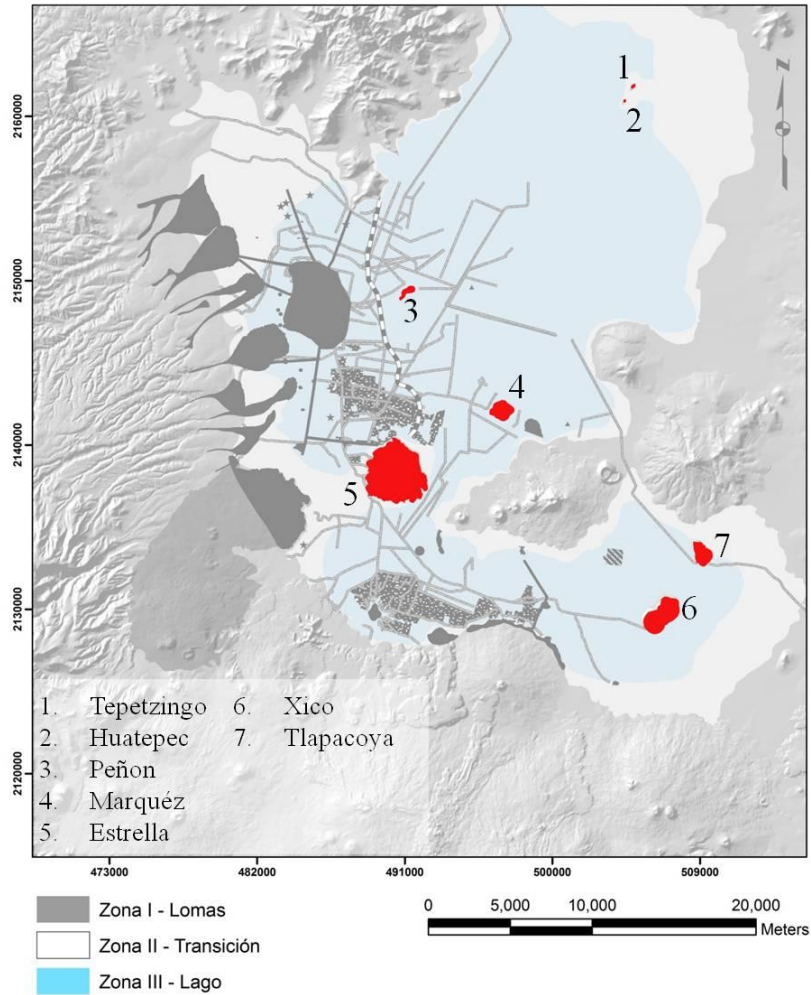 1
2
N
2160000
2150000
3
4
2140000
5
7
2130000
6
1. Tepetzingo 6. Xico
2. Huatepec 7. Tlapacoya
3. Peñon
4. Marquéz
5. Estrella
2120000
473000 482000 491000 500000 509000
Zona I - Lomas
Zona II - Transición
Zona III - Lago
0 5,000 10,000 20,000
Meters